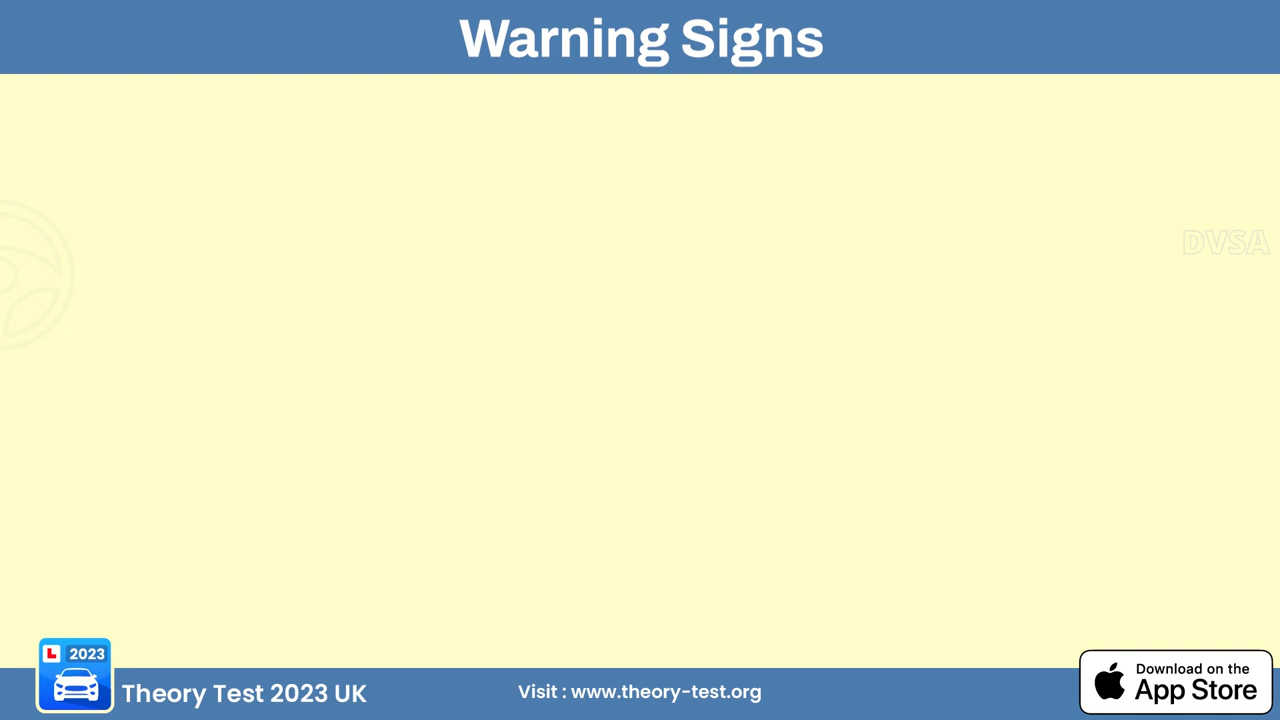 Warning Signs
DVSA
L 2023
Theory Test 2023 UK
Visit : www.theory-test.org
Download on the
App Store